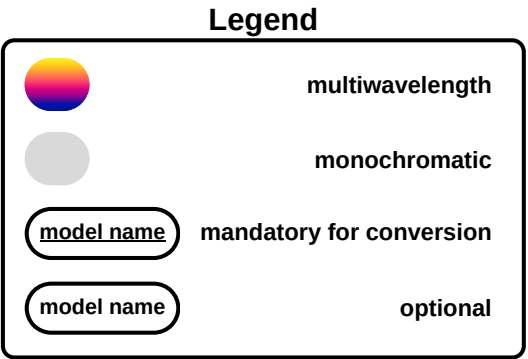 Legend
multiwavelength
monochromatic
model name mandatory for conversion
model name optional